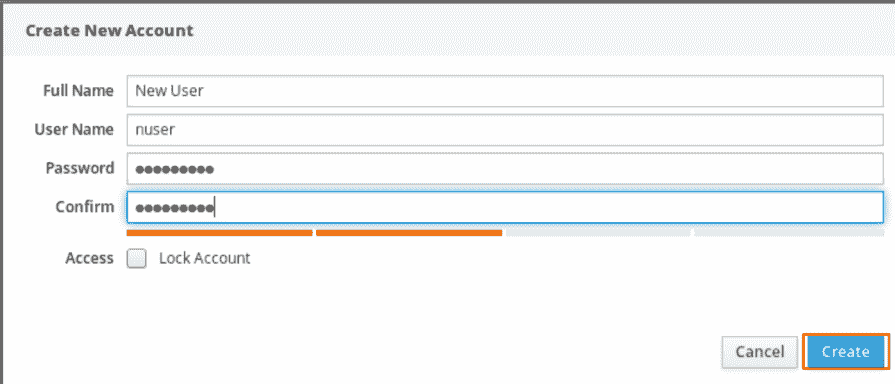 Create New Account
Full Name New User
User Name nuser
Password ●●●●●●●●●
Confirm ●●●●●●●●●
Access Lock Account
Cancel Create